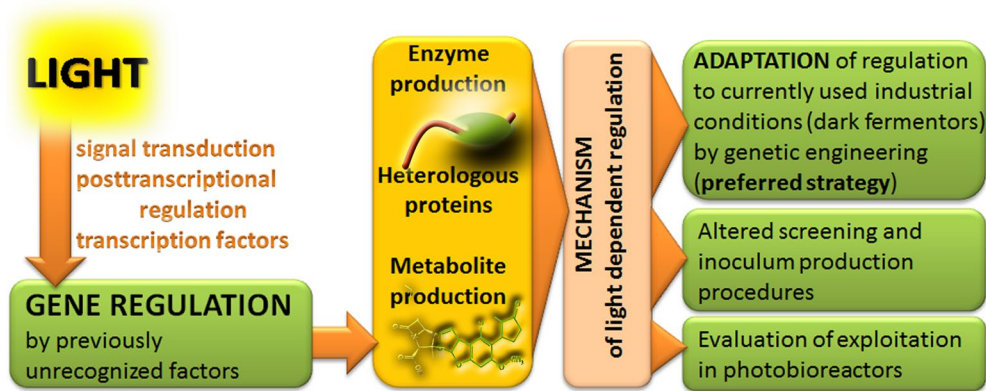 LIGHT
signal transduction
posttranscriptional
regulation
transcription factors
GENE REGULATION
by previously
unrecognized factors
Enzyme
production
Heterologous
proteins
Metabolite
production
MECHANISM
of light dependent regulation
ADAPTATION of regulation
to currently used industrial
conditions (dark fermentors)
by genetic engineering
(preferred strategy)
Altered screening and
inoculum production
procedures
Evaluation of exploitation
in photobioreactors